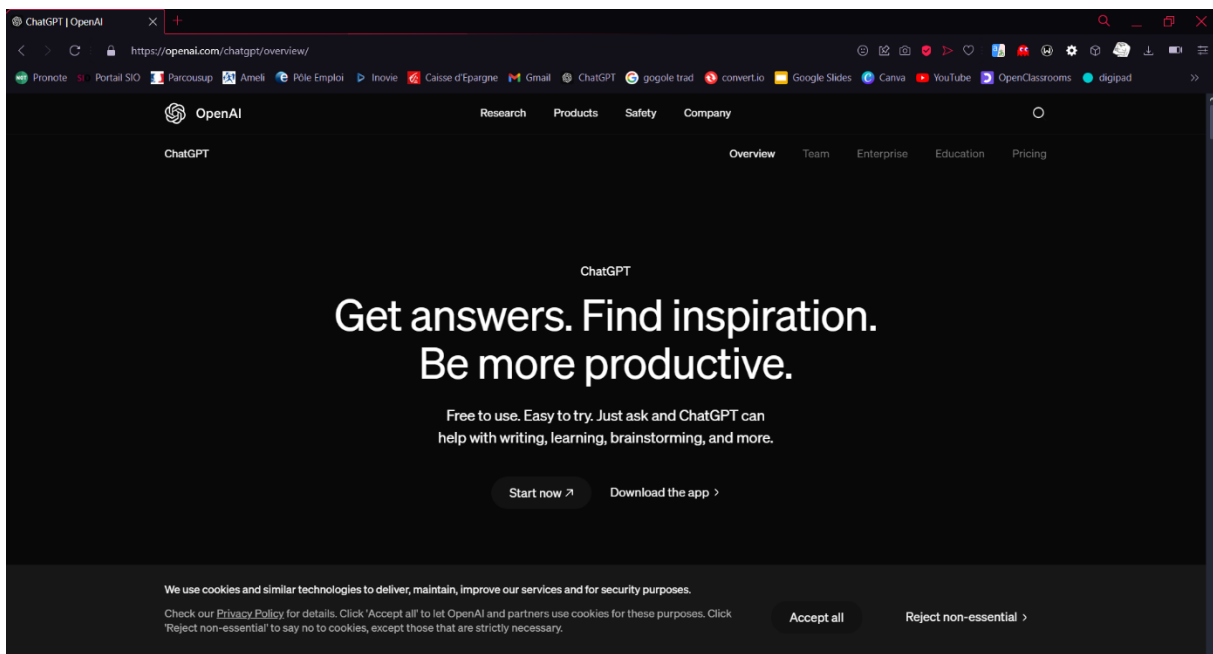 ChatGPT | OpenAI
https://openai.com/chatgpt/overview/
Pronote Portail SIO Parcousup Ameli Pôle Emploi Inovie Caisse d'Epargne Gmail ChatGPT gogole trad convert.io Google Slides Canva YouTube OpenClassrooms digipad
OpenAI Research Products Safety Company
ChatGPT Overview Team Enterprise Education Pricing
ChatGPT
Get answers. Find inspiration.
Be more productive.
Free to use. Easy to try. Just ask and ChatGPT can
help with writing, learning, brainstorming, and more.
Start now ↗ Download the app >
We use cookies and similar technologies to deliver, maintain, improve our services and for security purposes.
Check our Privacy Policy for details. Click 'Accept all' to let OpenAI and partners use cookies for these purposes. Click
'Reject non-essential' to say no to cookies, except those that are strictly necessary.
Accept all Reject non-essential >